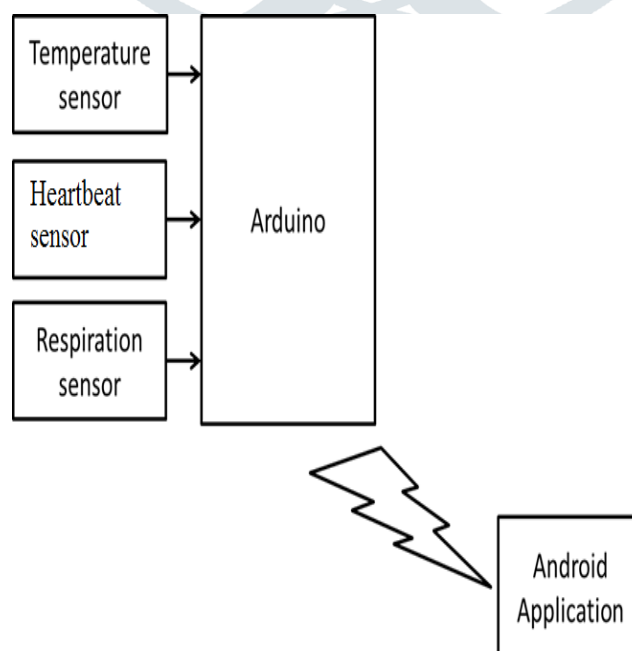 Temperature
sensor
Heartbeat
sensor
Arduino
Respiration
sensor
Android
Application